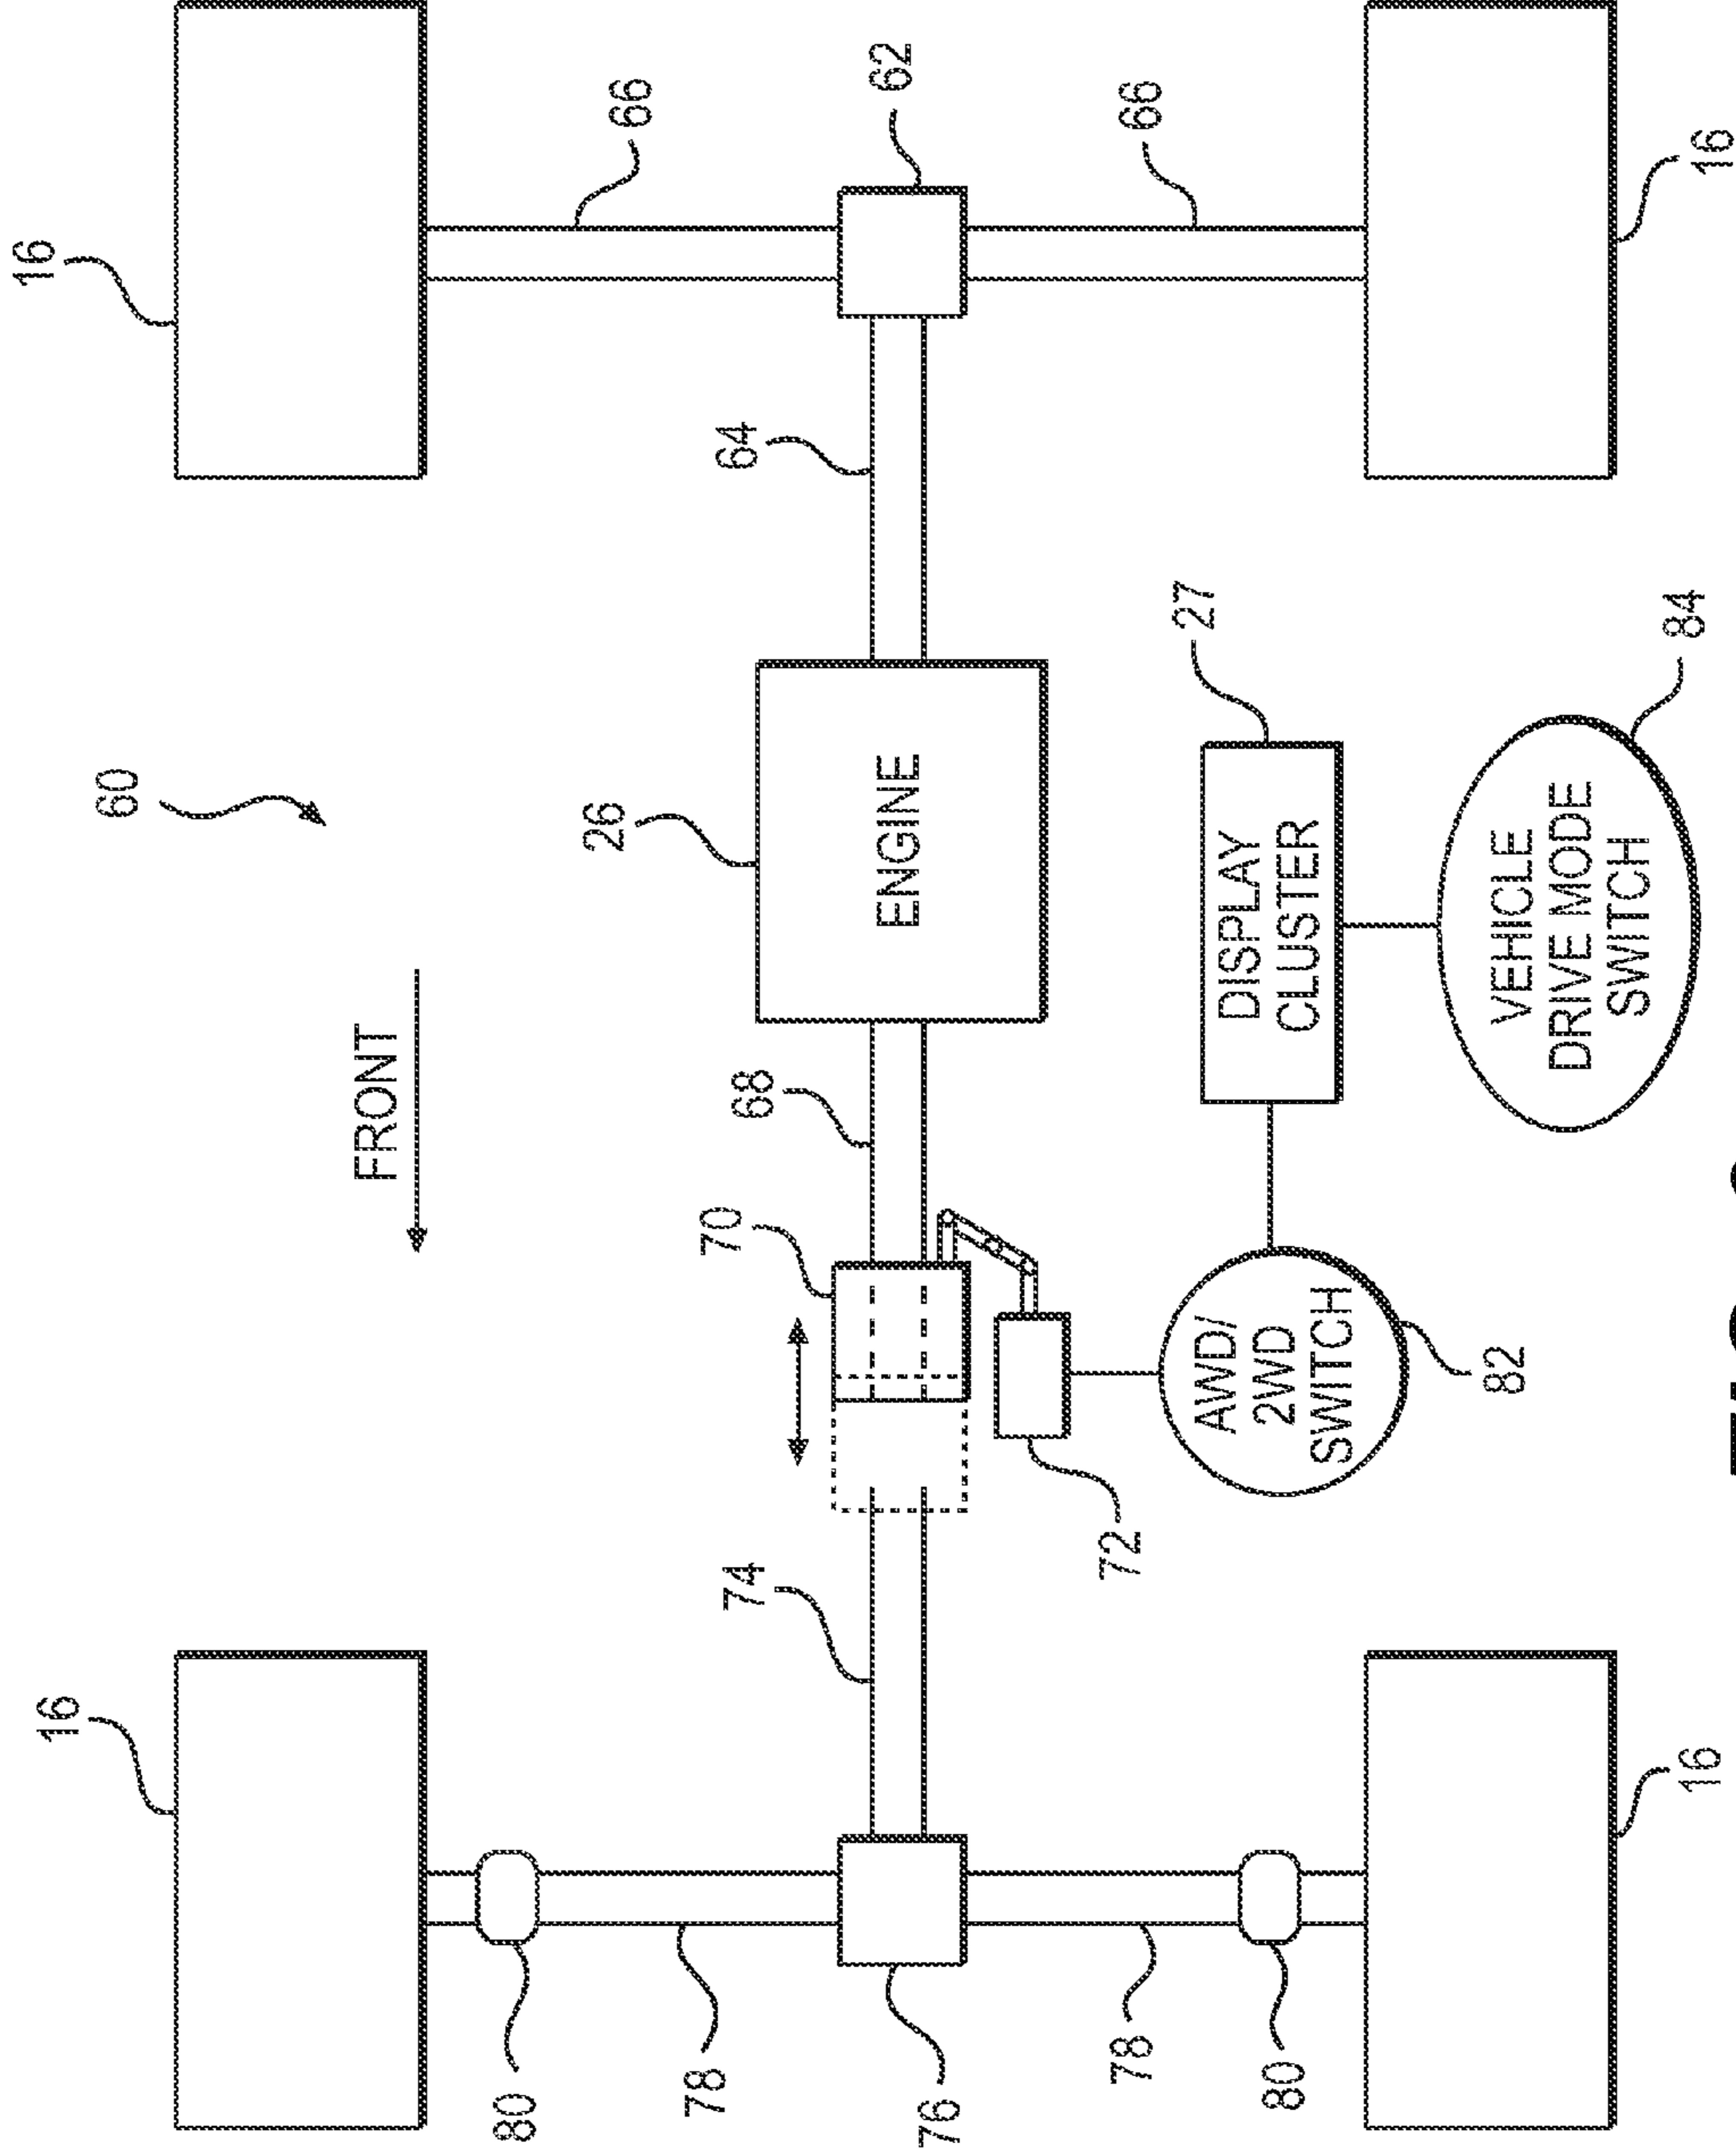 16
16
60
FRONT
80
26
66
78
70
64
74
68
62
ENGINE
76
72
78
66
27
80
AWD/
2WD
SWITCH
DISPLAY
CLUSTER
82
VEHICLE
DRIVE MODE
SWITCH
84
16
16